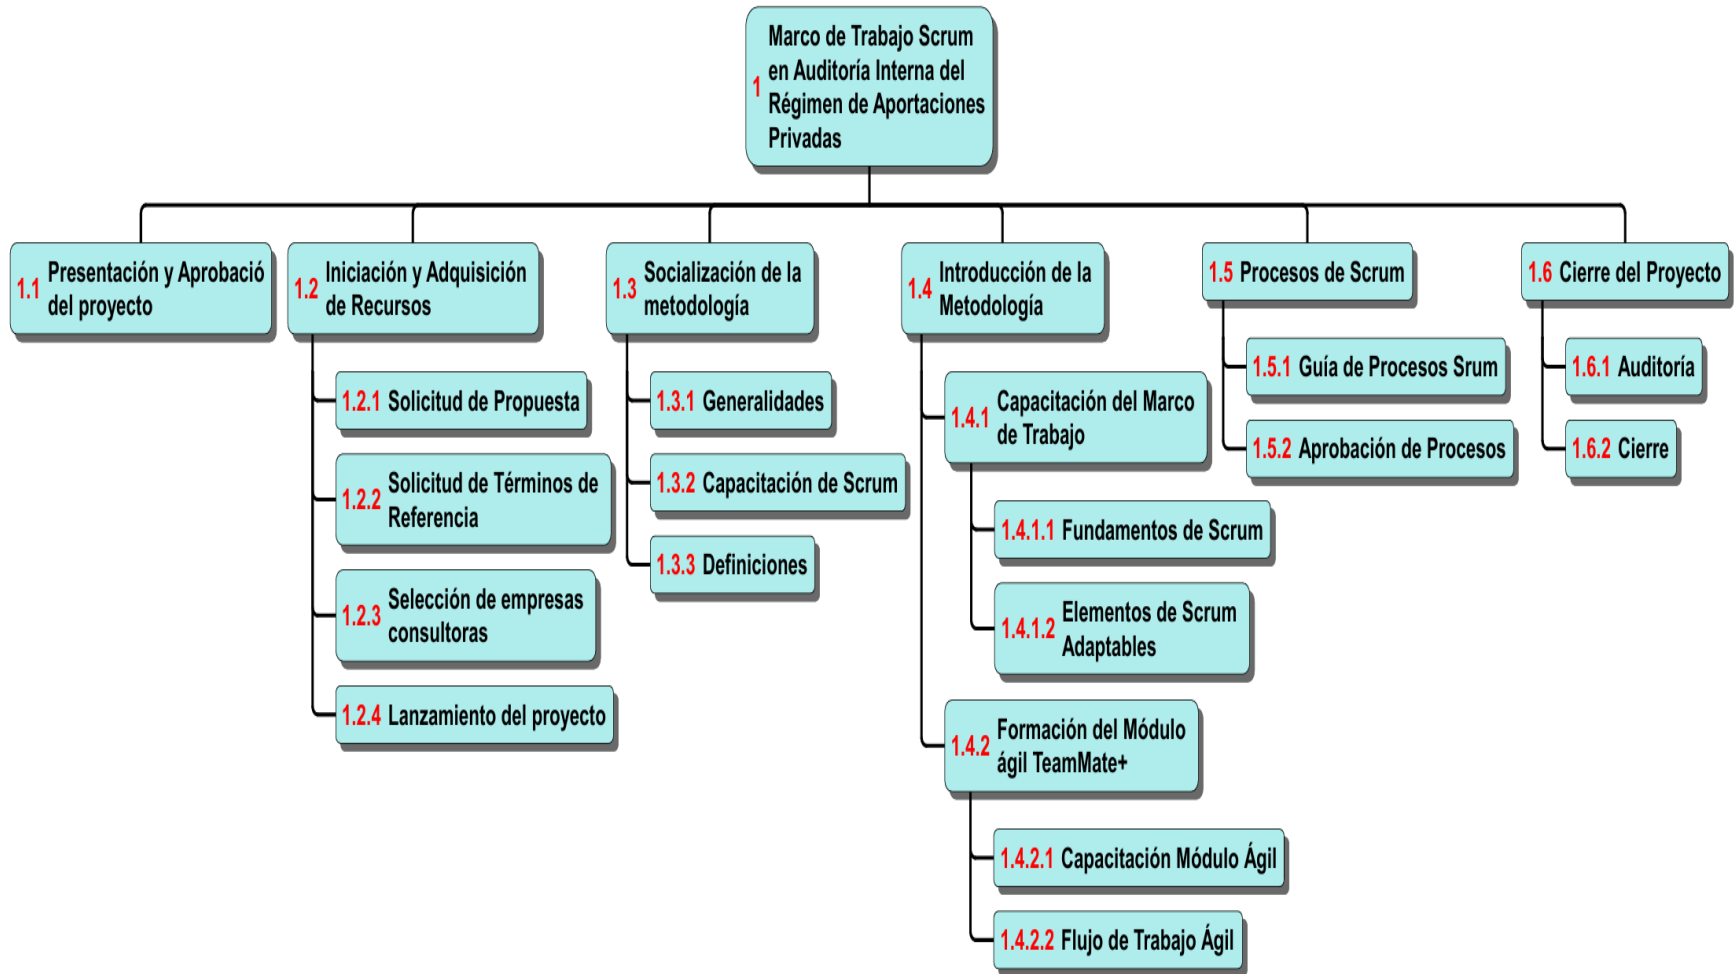 Marco de Trabajo Scrum
en Auditoría Interna del
1
Régimen de Aportaciones
Privadas
1.1 Presentación y Aprobació
del proyecto
1.2 Iniciación y Adquisición
de Recursos
1.2.1 Solicitud de Propuesta
1.2.2 Solicitud de Términos de
Referencia
1.2.3 Selección de empresas
consultoras
1.2.4 Lanzamiento del proyecto
1.3 Socialización de la
metodología
1.3.1 Generalidades
1.3.2 Capacitación de Scrum
1.3.3 Definiciones
1.4 Introducción de la
Metodología
1.4.1 Capacitación del Marco
de Trabajo
1.4.1.1 Fundamentos de Scrum
1.4.1.2 Elementos de Scrum
Adaptables
1.4.2 Formación del Módulo
ágil TeamMate+
1.4.2.1 Capacitación Módulo Ágil
1.4.2.2 Flujo de Trabajo Ágil
1.5 Procesos de Scrum
1.5.1 Guía de Procesos Srum
1.5.2 Aprobación de Procesos
1.6 Cierre del Proyecto
1.6.1 Auditoría
1.6.2 Cierre